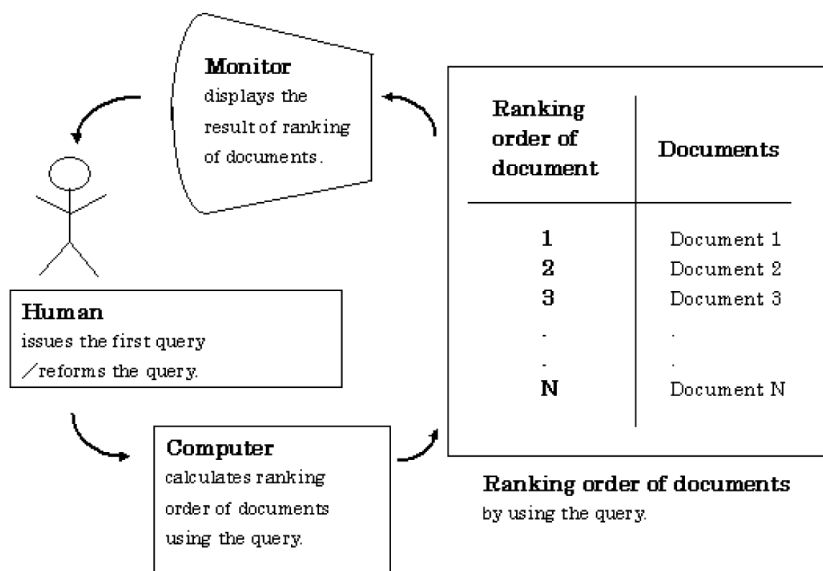 Monitor
displays the
result of ranking
of documents.
Human
issues the first query
／reforms the query.
Computer
calculates ranking
order of documents
using the query.
Ranking
order of
document
Documents
1 Document 1
2 Document 2
3 Document 3
. .
. .
N Document N
Ranking order of documents
by using the query.